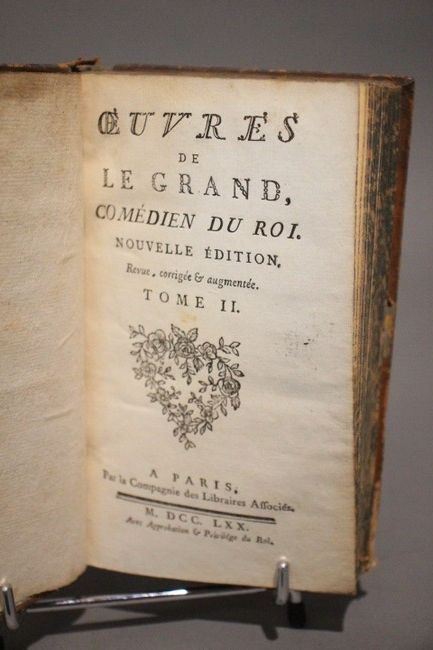 ŒUVRES
DE
LE GRAND,
COMÉDIEN DU ROI.
NOUVELLE ÉDITION,
Revue, corrigée & augmentée.
TOME II.
A PARIS,
Par la Compagnie des Libraires Associés.
M. DCC. LXX.
Avec Approbation & Privilége du Roi.